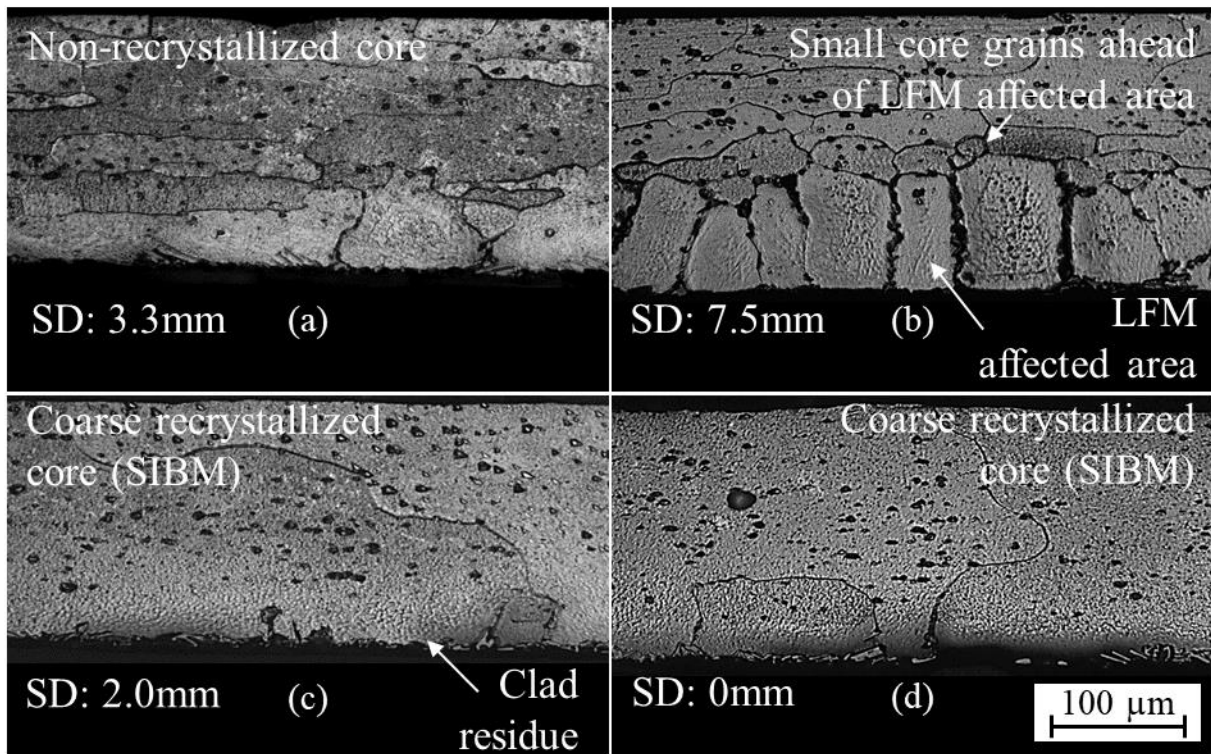 Non-recrystallized core
SD: 3.3mm (a)
Small core grains ahead
of LFM affected area
SD: 7.5mm (b) LFM
affected area
Coarse recrystallized
core (SIBM)
SD: 2.0mm (c) Clad
residue
Coarse recrystallized
core (SIBM)
SD: 0mm (d)
100 µm